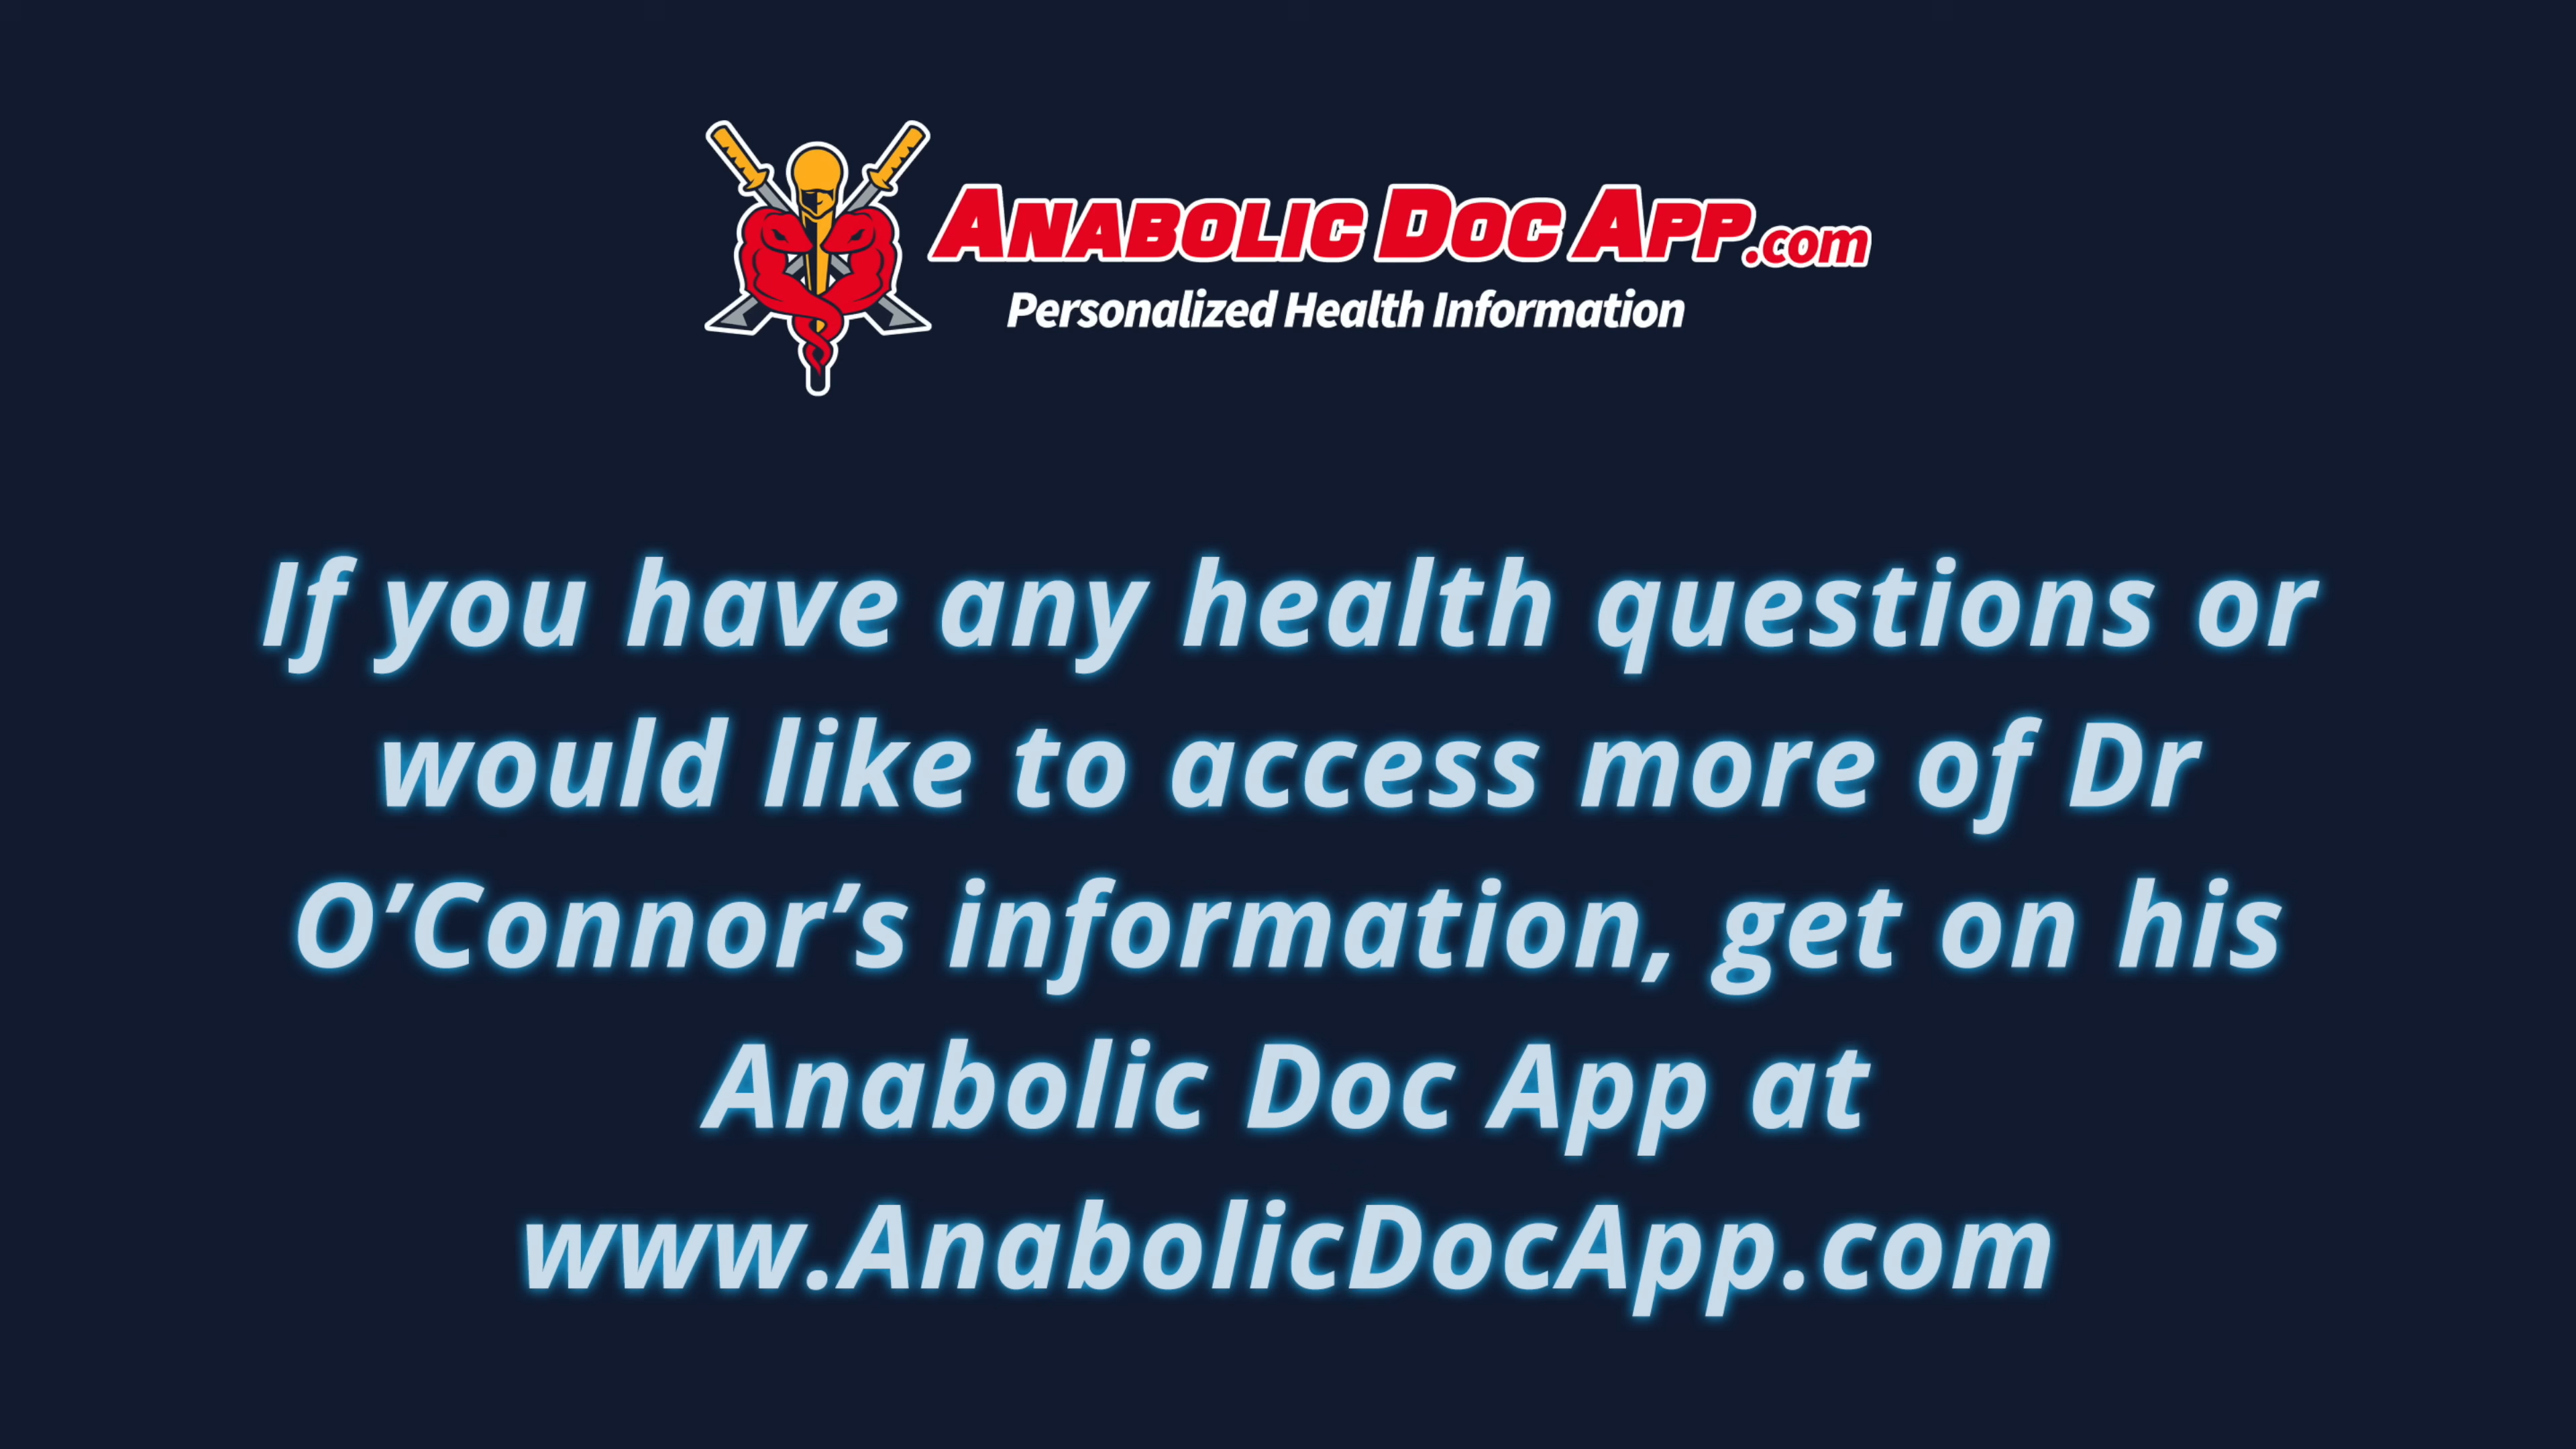 Anabolic Doc App.com
Personalized Health Information
If you have any health questions or
would like to access more of Dr
O’Connor’s information, get on his
Anabolic Doc App at
www.AnabolicDocApp.com